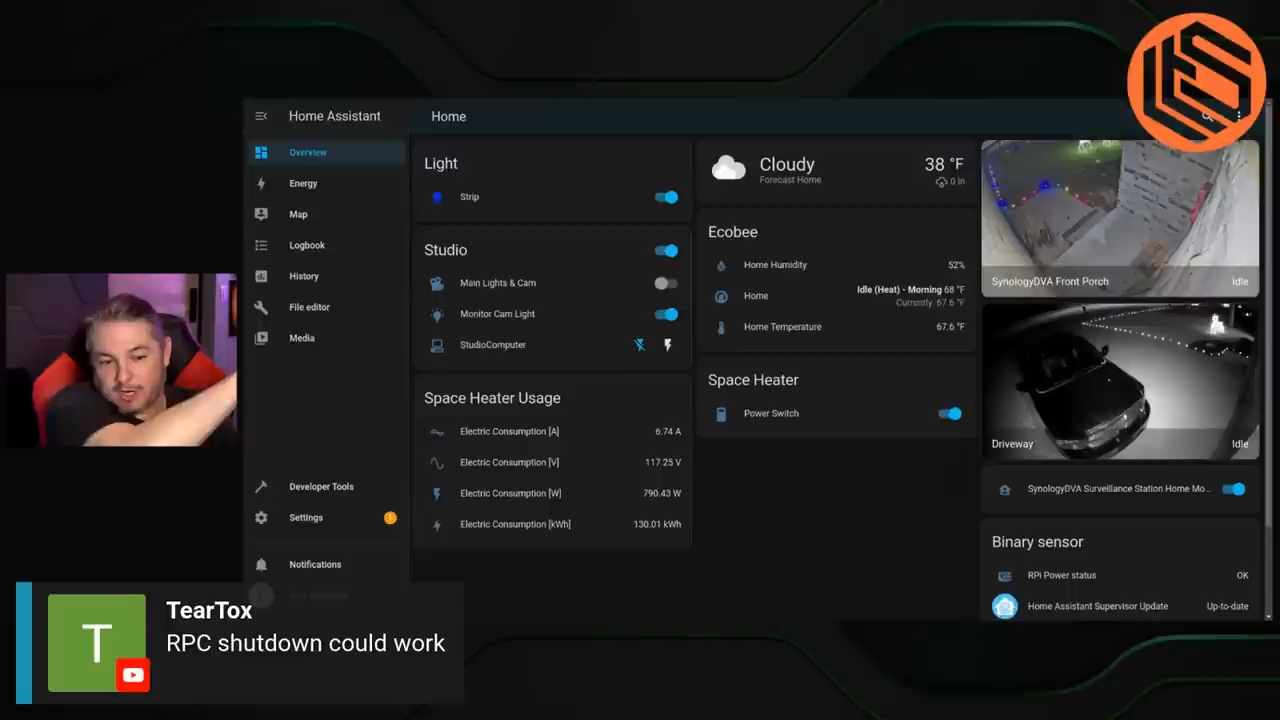 Home Assistant
Home
Overview
Energy
Map
Logbook
History
File editor
Media
Developer Tools
Settings
Notifications
Light
Strip
Studio
Main Lights & Cam
Monitor Cam Light
StudioComputer
Space Heater Usage
Electric Consumption [A] 6.74 A
Electric Consumption [V] 117.25 V
Electric Consumption [W] 790.43 W
Electric Consumption [kWh] 130.01 kWh
Cloudy 38 °F
Forecast Home 0 in
Ecobee
Home Humidity 52%
Home Idle (Heat) - Morning 68 °F
Currently 67.6 °F
Home Temperature 67.6 °F
Space Heater
Power Switch
SynologyDVA Front Porch Idle
Driveway Idle
SynologyDVA Surveillance Station Home Mo...
Binary sensor
RPi Power status OK
Home Assistant Supervisor Update Up-to-date
T
TearTox
RPC shutdown could work